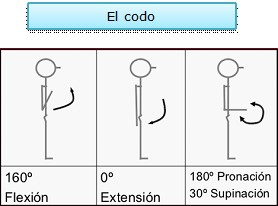 El codo
160º
Flexión
0º
Extensión
180º Pronación
30º Supinación